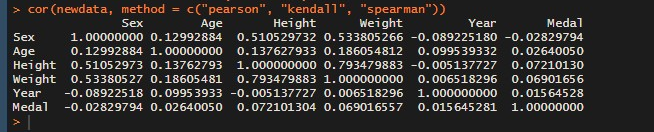 > cor(newdata, method = c("pearson", "kendall", "spearman"))
Sex Age Height Weight Year Medal
Sex 1.00000000 0.12992884 0.510529732 0.533805266 -0.089225180 -0.02829794
Age 0.12992884 1.00000000 0.137627933 0.186054812 0.099539332 0.02640050
Height 0.51052973 0.13762793 1.000000000 0.793479883 -0.005137727 0.07210130
Weight 0.53380527 0.18605481 0.793479883 1.000000000 0.006518296 0.06901656
Year -0.08922518 0.09953933 -0.005137727 0.006518296 1.000000000 0.01564528
Medal -0.02829794 0.02640050 0.072101304 0.069016557 0.015645281 1.00000000
>